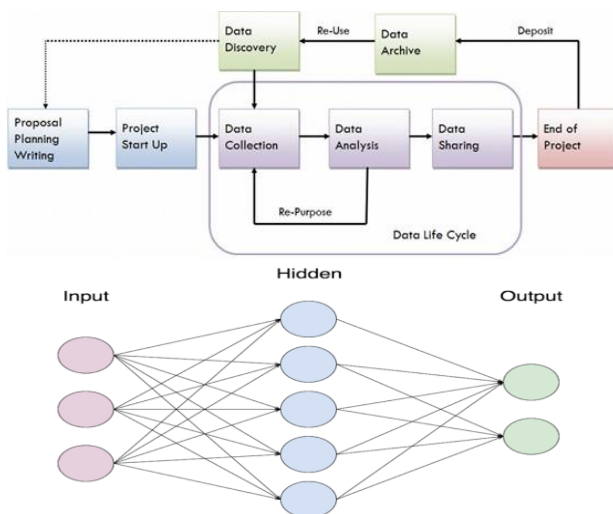 Data
Discovery
Re-Use
Data
Archive
Deposit
Proposal
Planning
Writing
Project
Start Up
Data
Collection
Data
Analysis
Data
Sharing
End of
Project
Re-Purpose
Data Life Cycle
Hidden
Input
Output